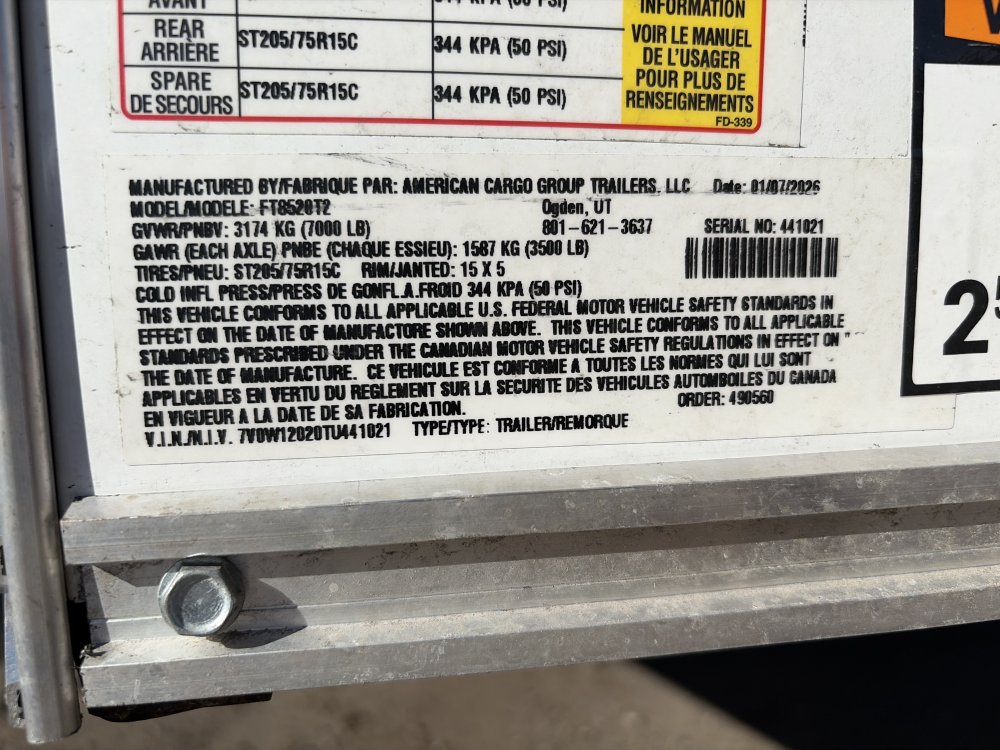 AVANT
INFORMATION
REAR
ARRIÈRE
ST205/75R15C
344 KPA (50 PSI)
SPARE
DE SECOURS
ST205/75R15C
344 KPA (50 PSI)
VOIR LE MANUEL
DE L'USAGER
POUR PLUS DE
RENSEIGNEMENTS
FD-339
MANUFACTURED BY/FABRIQUE PAR: AMERICAN CARGO GROUP TRAILERS, LLC Date: 01/07/2026
MODEL/MODELE: FT8520T2 Ogden, UT
GVWR/PNBV: 3174 KG (7000 LB) 801-621-3637 SERIAL NO: 441021
GAWR (EACH AXLE) PNBE (CHAQUE ESSIEU): 1587 KG (3500 LB)
TIRES/PNEU: ST205/75R15C RIM/JANTED: 15 X 5
COLD INFL PRESS/PRESS DE GONFL.A.FROID 344 KPA (50 PSI)
THIS VEHICLE CONFORMS TO ALL APPLICABLE U.S. FEDERAL MOTOR VEHICLE SAFETY STANDARDS IN
EFFECT ON THE DATE OF MANUFACTORE SHOWN ABOVE. THIS VEHICLE CONFORMS TO ALL APPLICABLE
STANDARDS PRESCRIBED UNDER THE CANADIAN MOTOR VEHICLE SAFETY REGULATIONS IN EFFECT ON "
THE DATE OF MANUFACTURE. CE VEHICULE EST CONFORME A TOUTES LES NORMES QUI LUI SONT
APPLICABLES EN VERTU DU REGLEMENT SUR LA SECURITE DES VEHICULES AUTOMBOILES DU CANADA
EN VIGUEUR A LA DATE DE SA FABRICATION. ORDER: 490560
V.I.N./N.I.V. 7V0W12020TU441021 TYPE/TYPE: TRAILER/REMORQUE